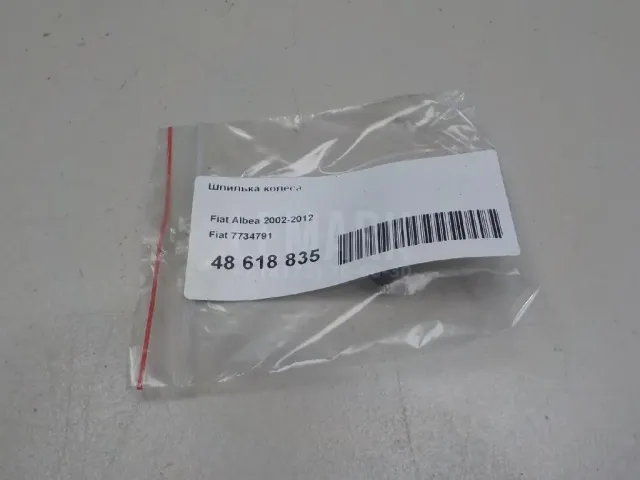 Шпилька колеса
Fiat Albea 2002-2012
Fiat 7734791
48 618 835